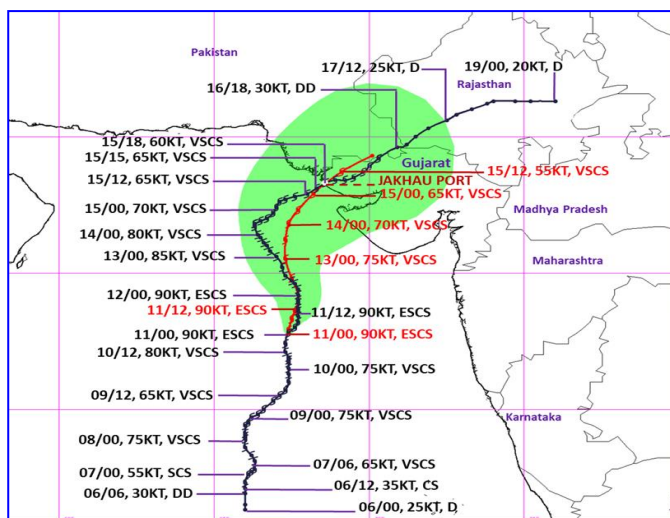 Pakistan
17/12, 25KT, D
19/00, 20KT, D
Rajasthan
16/18, 30KT, DD
15/18, 60KT, VSCS
15/15, 65KT, VSCS
Gujarat
15/12, 55KT, VSCS
15/12, 65KT, VSCS
JAKHAU PORT
15/00, 65KT, VSCS
15/00, 70KT, VSCS
Madhya Pradesh
14/00, 70KT, VSCS
14/00, 80KT, VSCS
13/00, 85KT, VSCS
13/00, 75KT, VSCS
Maharashtra
12/00, 90KT, ESCS
11/12, 90KT, ESCS
11/12, 90KT, ESCS
11/00, 90KT, ESCS
11/00, 90KT, ESCS
10/12, 80KT, VSCS
10/00, 75KT, VSCS
09/12, 65KT, VSCS
09/00, 75KT, VSCS
Karnataka
08/00, 75KT, VSCS
07/06, 65KT, VSCS
07/00, 55KT, SCS
06/12, 35KT, CS
06/06, 30KT, DD
06/00, 25KT, D